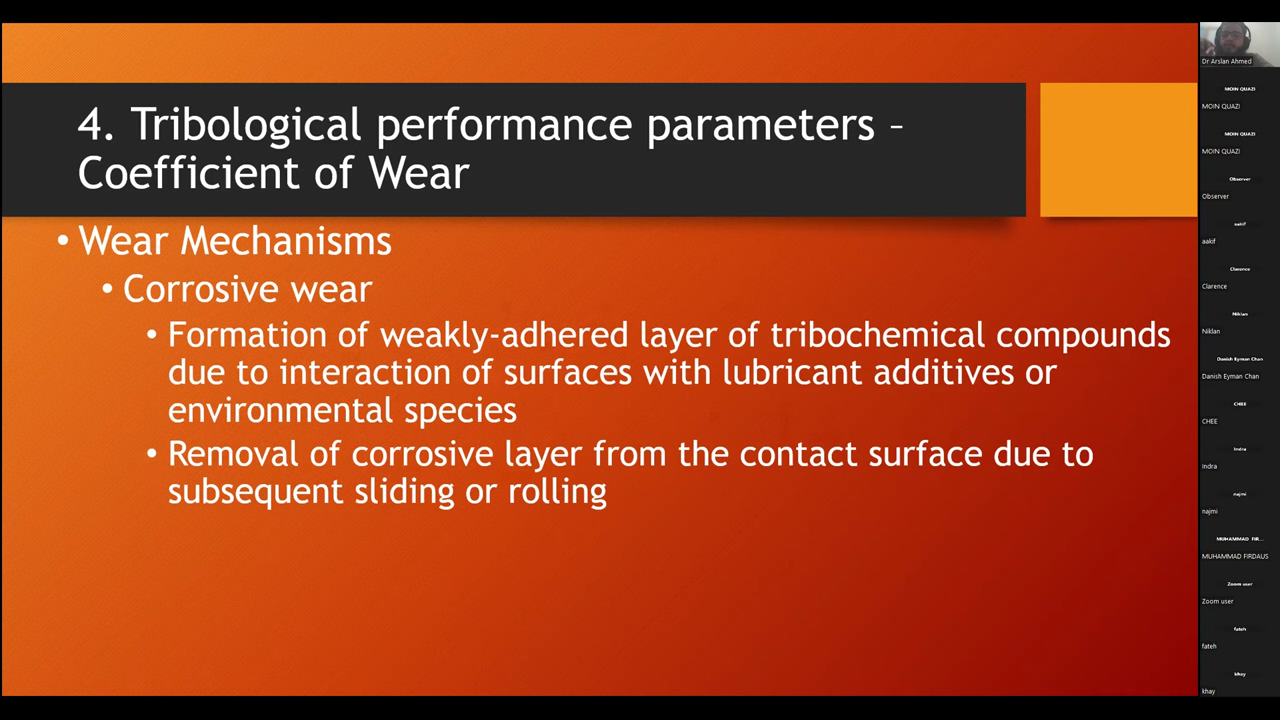 4. Tribological performance parameters –
Coefficient of Wear
• Wear Mechanisms
• Corrosive wear
• Formation of weakly-adhered layer of tribochemical compounds
due to interaction of surfaces with lubricant additives or
environmental species
• Removal of corrosive layer from the contact surface due to
subsequent sliding or rolling
Dr Arslan Ahmed
MOIN QUAZI
MOIN QUAZI
MOIN QUAZI
MOIN QUAZI
Observer
Observer
aakif
aakif
Clarence
Clarence
Niklan
Niklan
Danish Eyman Chan
Danish Eyman Chan
CHEE
CHEE
Indra
Indra
najmi
najmi
MUHAMMAD FIR...
MUHAMMAD FIRDAUS
Zoom user
Zoom user
fateh
fateh
khay
khay